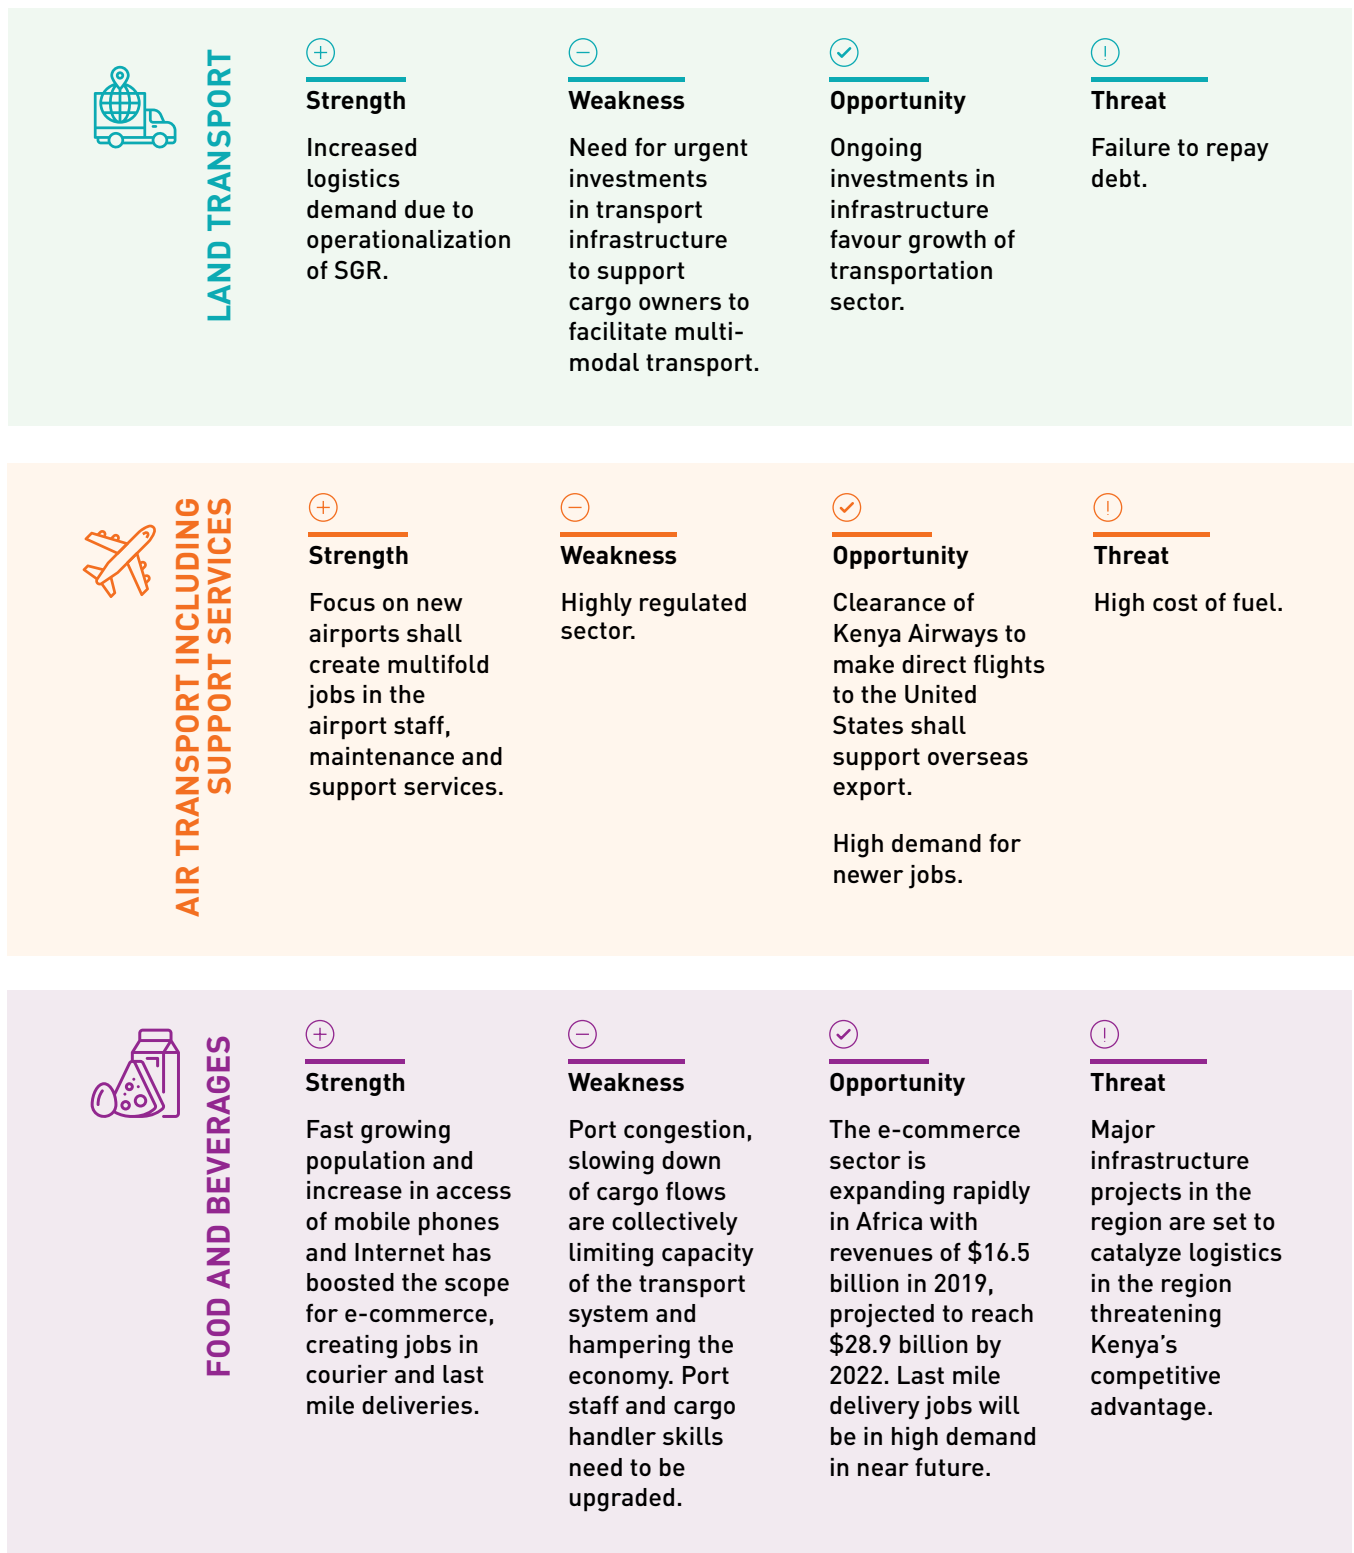 LAND TRANSPORT
Strength
Increased
logistics
demand due to
operationalization
of SGR.
Weakness
Need for urgent
investments
in transport
infrastructure
to support
cargo owners to
facilitate multi-
modal transport.
Opportunity
Ongoing
investments in
infrastructure
favour growth of
transportation
sector.
Threat
Failure to repay
debt.
AIR TRANSPORT INCLUDING
SUPPORT SERVICES
Strength
Focus on new
airports shall
create multifold
jobs in the
airport staff,
maintenance and
support services.
Weakness
Highly regulated
sector.
Opportunity
Clearance of
Kenya Airways to
make direct flights
to the United
States shall
support overseas
export.
High demand for
newer jobs.
Threat
High cost of fuel.
FOOD AND BEVERAGES
Strength
Fast growing
population and
increase in access
of mobile phones
and Internet has
boosted the scope
for e-commerce,
creating jobs in
courier and last
mile deliveries.
Weakness
Port congestion,
slowing down
of cargo flows
are collectively
limiting capacity
of the transport
system and
hampering the
economy. Port
staff and cargo
handler skills
need to be
upgraded.
Opportunity
The e-commerce
sector is
expanding rapidly
in Africa with
revenues of $16.5
billion in 2019,
projected to reach
$28.9 billion by
2022. Last mile
delivery jobs will
be in high demand
in near future.
Threat
Major
infrastructure
projects in the
region are set to
catalyze logistics
in the region
threatening
Kenya’s
competitive
advantage.